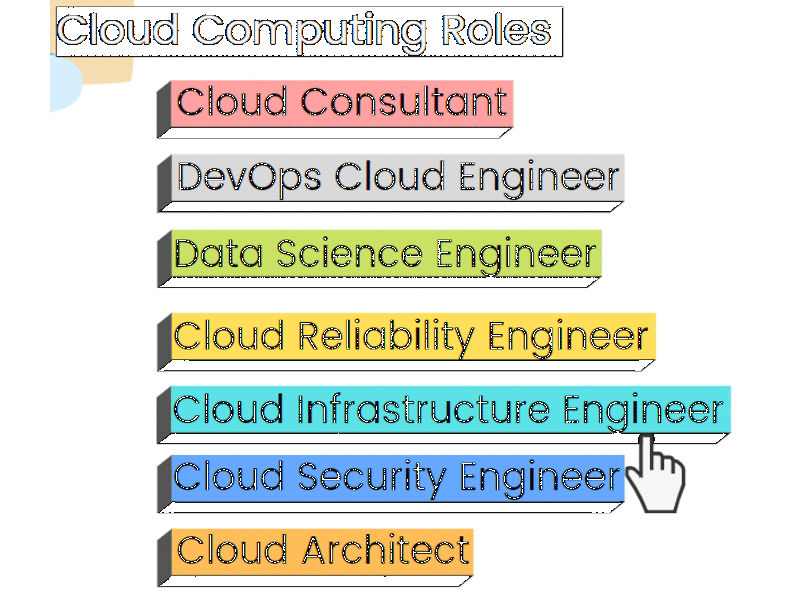 Cloud Computing Roles
Cloud Consultant
DevOps Cloud Engineer
Data Science Engineer
Cloud Reliability Engineer
Cloud Infrastructure Engineer
Cloud Security Engineer
Cloud Architect